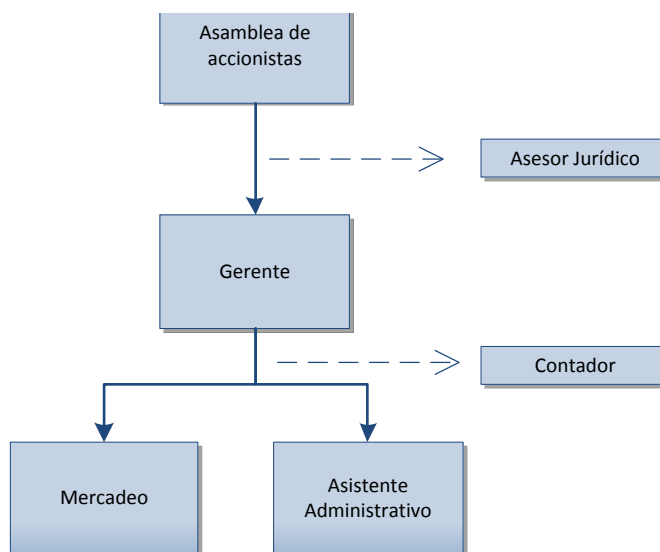 Asamblea de
accionistas
Asesor Jurídico
Gerente
Contador
Mercadeo
Asistente
Administrativo